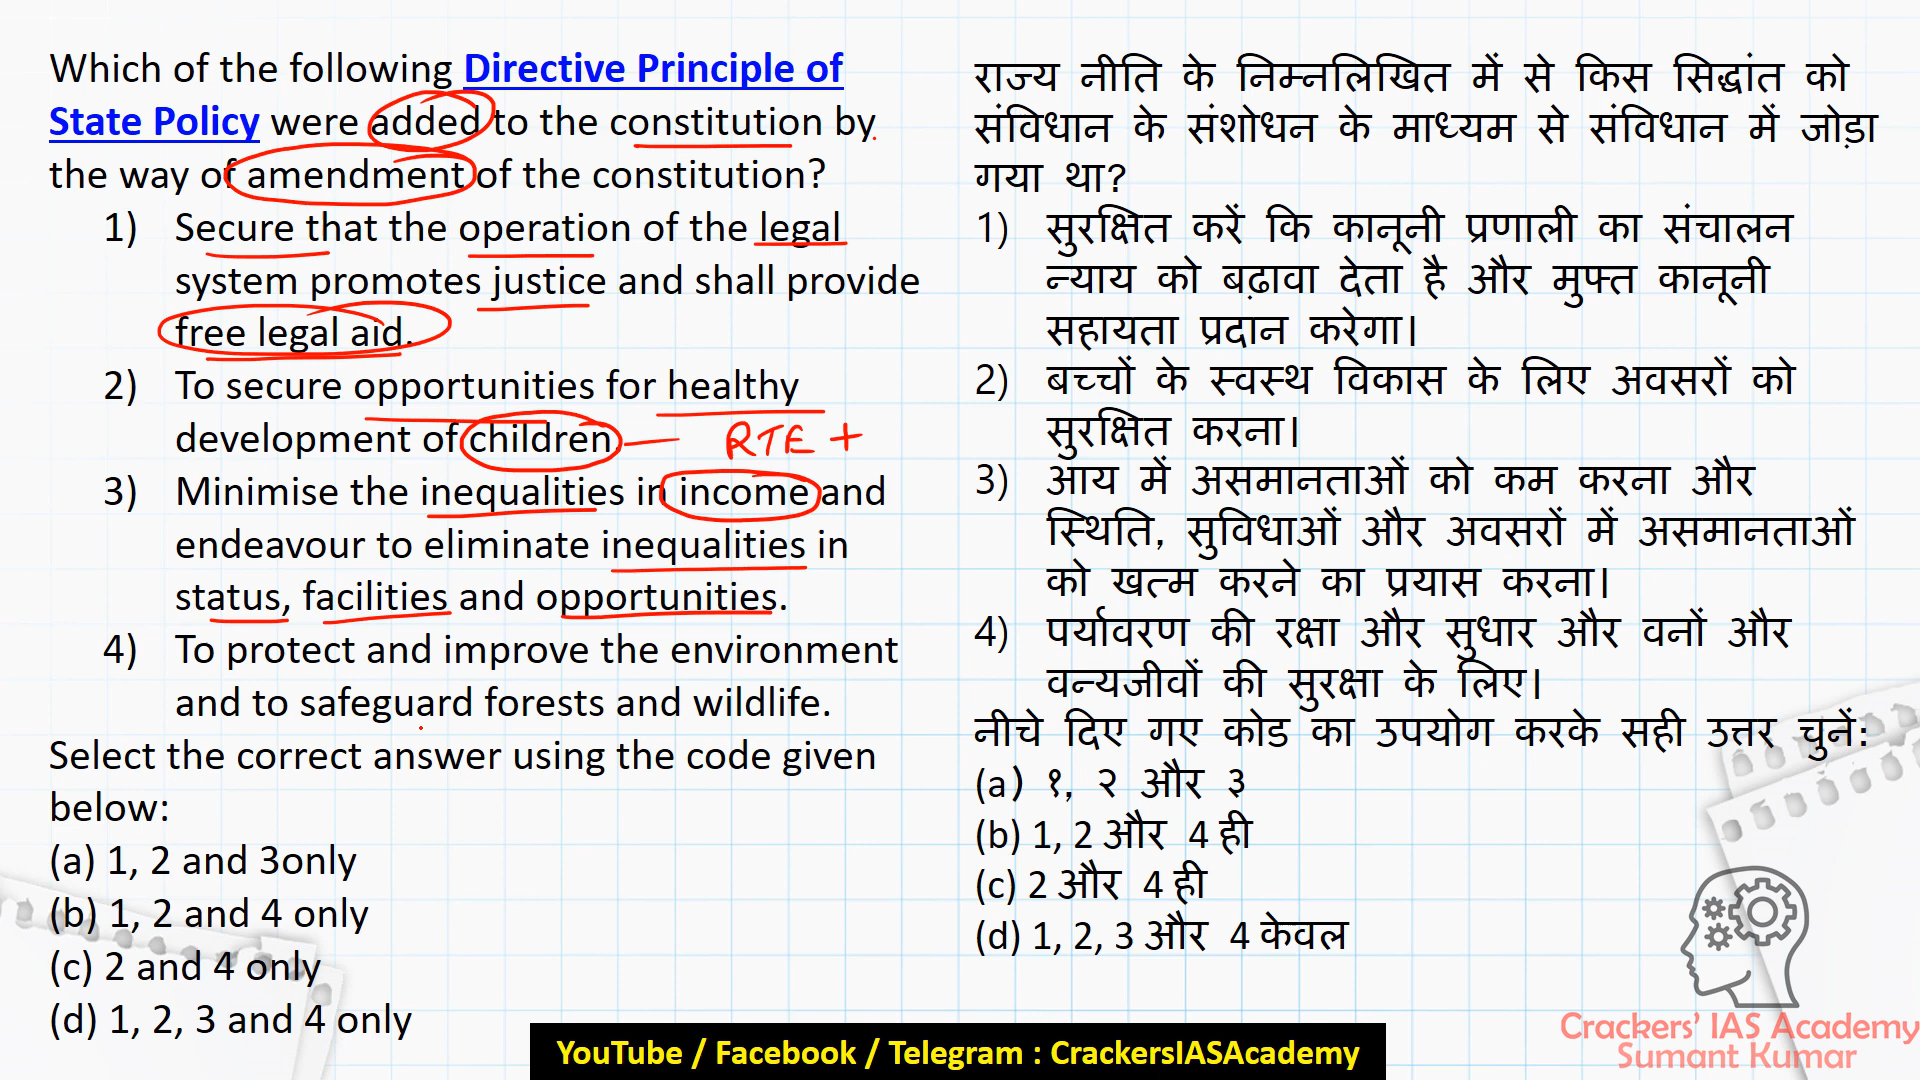 Which of the following Directive Principle of
State Policy were added to the constitution by
the way of amendment of the constitution?
1) Secure that the operation of the legal
system promotes justice and shall provide
free legal aid.
2) To secure opportunities for healthy
development of children. RTE +
3) Minimise the inequalities in income and
endeavour to eliminate inequalities in
status, facilities and opportunities.
4) To protect and improve the environment
and to safeguard forests and wildlife.
Select the correct answer using the code given
below:
(a) 1, 2 and 3only
(b) 1, 2 and 4 only
(c) 2 and 4 only
(d) 1, 2, 3 and 4 only
राज्य नीति के निम्नलिखित में से किस सिद्धांत को
संविधान के संशोधन के माध्यम से संविधान में जोड़ा
गया था?
1) सुरक्षित करें कि कानूनी प्रणाली का संचालन
न्याय को बढ़ावा देता है और मुफ्त कानूनी
सहायता प्रदान करेगा।
2) बच्चों के स्वस्थ विकास के लिए अवसरों को
सुरक्षित करना।
3) आय में असमानताओं को कम करना और
स्थिति, सुविधाओं और अवसरों में असमानताओं
को खत्म करने का प्रयास करना।
4) पर्यावरण की रक्षा और सुधार और वनों और
वन्यजीवों की सुरक्षा के लिए।
नीचे दिए गए कोड का उपयोग करके सही उत्तर चुनें:
(a) १, २ और ३
(b) 1, 2 और 4 ही
(c) 2 और 4 ही
(d) 1, 2, 3 और 4 केवल
Crackers' IAS Academy
Sumant Kumar
YouTube / Facebook / Telegram : CrackersIASAcademy